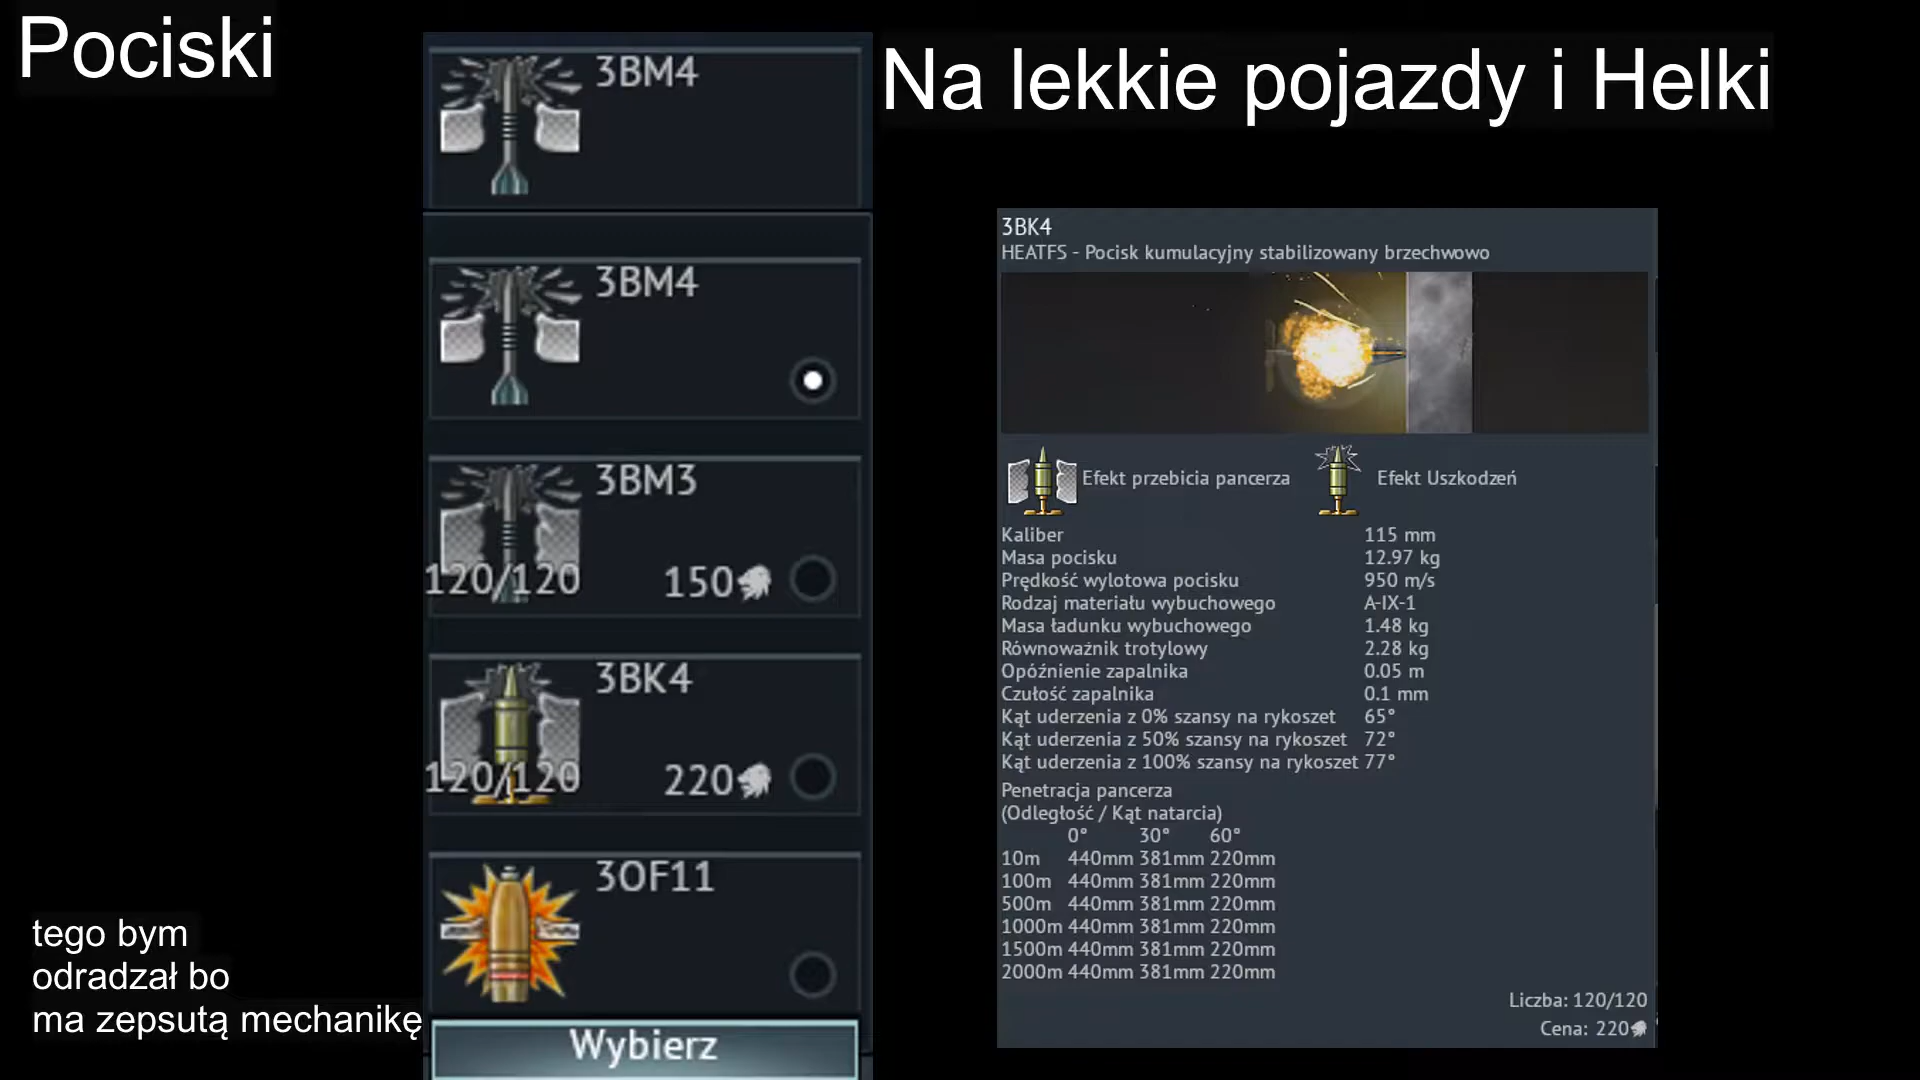 Pociski
Na lekkie pojazdy i Helki
3BM4
3BM4
3BM3
120/120 150
3BK4
120/120 220
3OF11
Wybierz
tego bym
odradzał bo
ma zepsutą mechanikę
3BK4
HEATFS - Pocisk kumulacyjny stabilizowany brzechwowo
Efekt przebicia pancerza Efekt Uszkodzeń
Kaliber 115 mm
Masa pocisku 12.97 kg
Prędkość wylotowa pocisku 950 m/s
Rodzaj materiału wybuchowego A-IX-1
Masa ładunku wybuchowego 1.48 kg
Równoważnik trotylowy 2.28 kg
Opóźnienie zapalnika 0.05 m
Czułość zapalnika 0.1 mm
Kąt uderzenia z 0% szansy na rykoszet 65°
Kąt uderzenia z 50% szansy na rykoszet 72°
Kąt uderzenia z 100% szansy na rykoszet 77°
Penetracja pancerza
(Odległość / Kąt natarcia)
0° 30° 60°
10m 440mm 381mm 220mm
100m 440mm 381mm 220mm
500m 440mm 381mm 220mm
1000m 440mm 381mm 220mm
1500m 440mm 381mm 220mm
2000m 440mm 381mm 220mm
Liczba: 120/120
Cena: 220